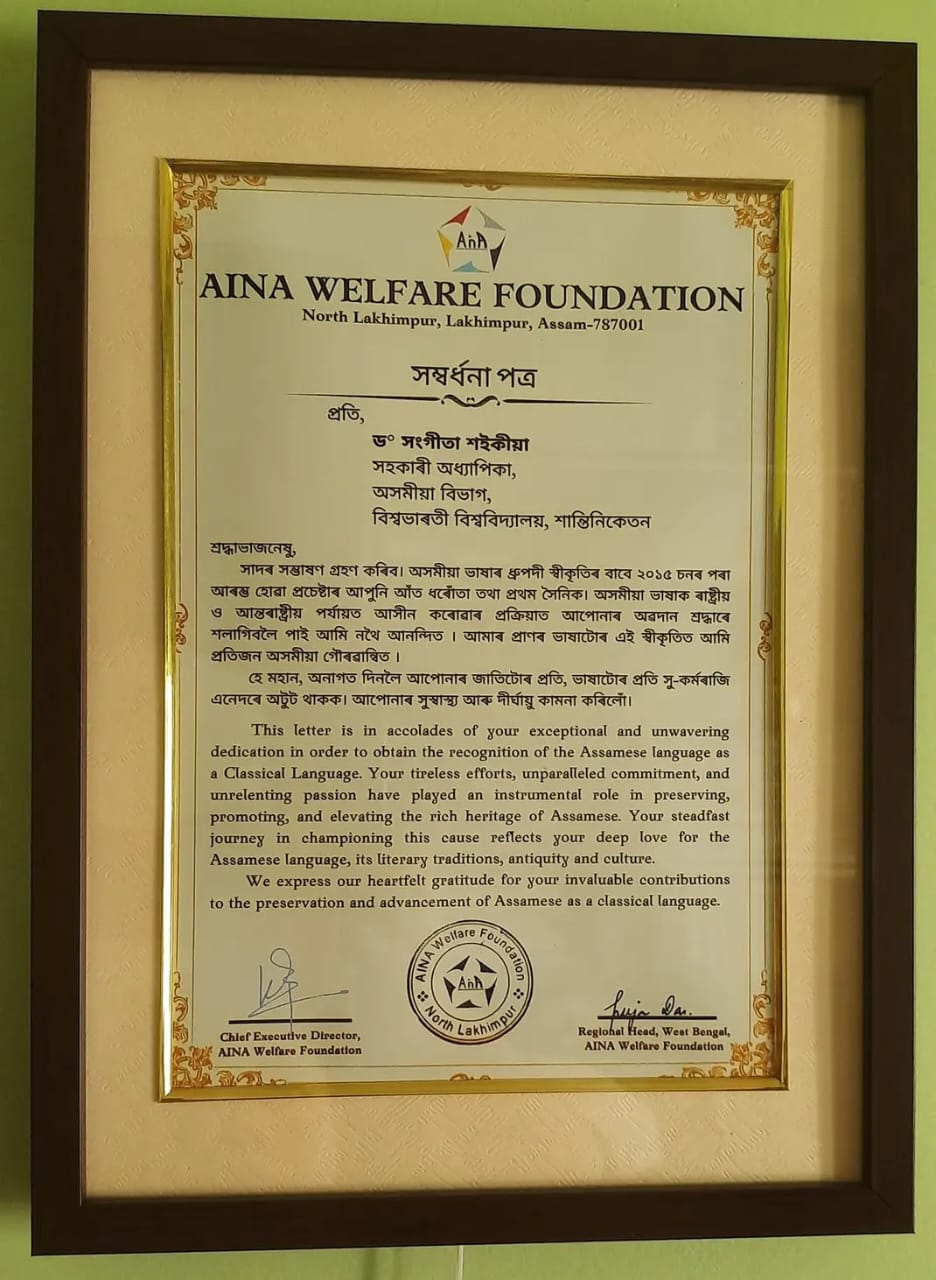 AinA
AINA WELFARE FOUNDATION
North Lakhimpur, Lakhimpur, Assam-787001
সম্বৰ্ধনা পত্ৰ
প্ৰতি,
ড° সংগীতা শইকীয়া
সহকাৰী অধ্যাপিকা,
অসমীয়া বিভাগ,
বিশ্বভাৰতী বিশ্ববিদ্যালয়, শান্তিনিকেতন
শ্ৰদ্ধাভাজনেষু,
সাদৰ সম্ভাষণ গ্ৰহণ কৰিব। অসমীয়া ভাষাৰ ধ্ৰুপদী স্বীকৃতিৰ বাবে ২০১৫ চনৰ পৰা
আৰম্ভ হোৱা প্ৰচেষ্টাৰ আপুনি আঁত ধৰোঁতা তথা প্ৰথম সৈনিক। অসমীয়া ভাষাক ৰাষ্ট্ৰীয়
ও আন্তৰাষ্ট্ৰীয় পৰ্যায়ত আসীন কৰোৱাৰ প্ৰক্ৰিয়াত আপোনাৰ অৱদান শ্ৰদ্ধাৰে
শলাগিবলৈ পাই আমি নথৈ আনন্দিত । আমাৰ প্ৰাণৰ ভাষাটোৰ এই স্বীকৃতিত আমি
প্ৰতিজন অসমীয়া গৌৰৱান্বিত ।
হে মহান, অনাগত দিনলৈ আপোনাৰ জাতিটোৰ প্ৰতি, ভাষাটোৰ প্ৰতি সু-কৰ্মৰাজি
এনেদৰে অটুট থাকক। আপোনাৰ সুস্বাস্থ্য আৰু দীৰ্ঘায়ু কামনা কৰিলোঁ।
This letter is in accolades of your exceptional and unwavering
dedication in order to obtain the recognition of the Assamese language as
a Classical Language. Your tireless efforts, unparalleled commitment, and
unrelenting passion have played an instrumental role in preserving,
promoting, and elevating the rich heritage of Assamese. Your steadfast
journey in championing this cause reflects your deep love for the
Assamese language, its literary traditions, antiquity and culture.
We express our heartfelt gratitude for your invaluable contributions
to the preservation and advancement of Assamese as a classical language.
AINA Welfare Foundation
AinA
North Lakhimpur
Chief Executive Director,
AINA Welfare Foundation
Regional Head, West Bengal,
AINA Welfare Foundation